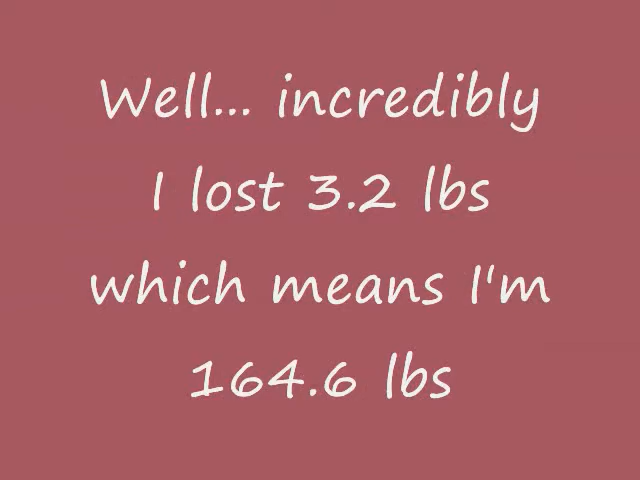 Well... incredibly
I lost 3.2 lbs
which means I'm
164.6 lbs